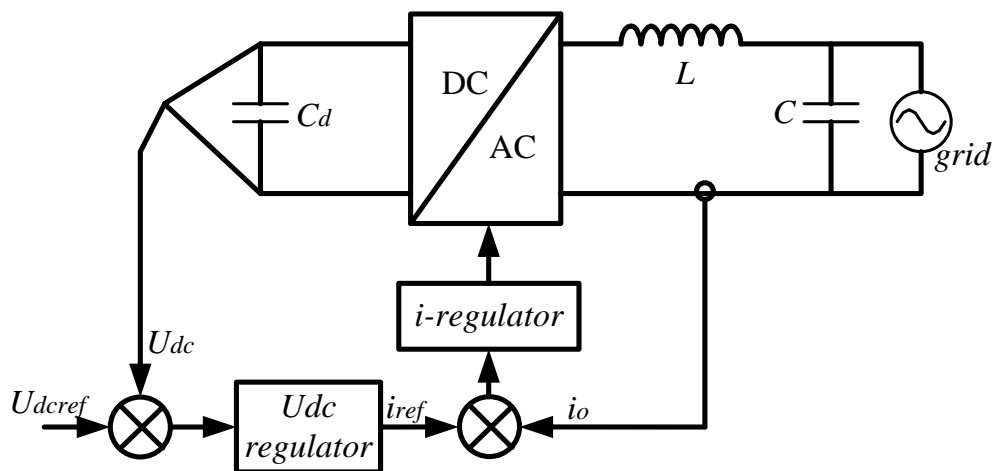 DC
AC
Cd
L
C
grid
i-regulator
Udc
Udcref
Udc
regulator
iref
io